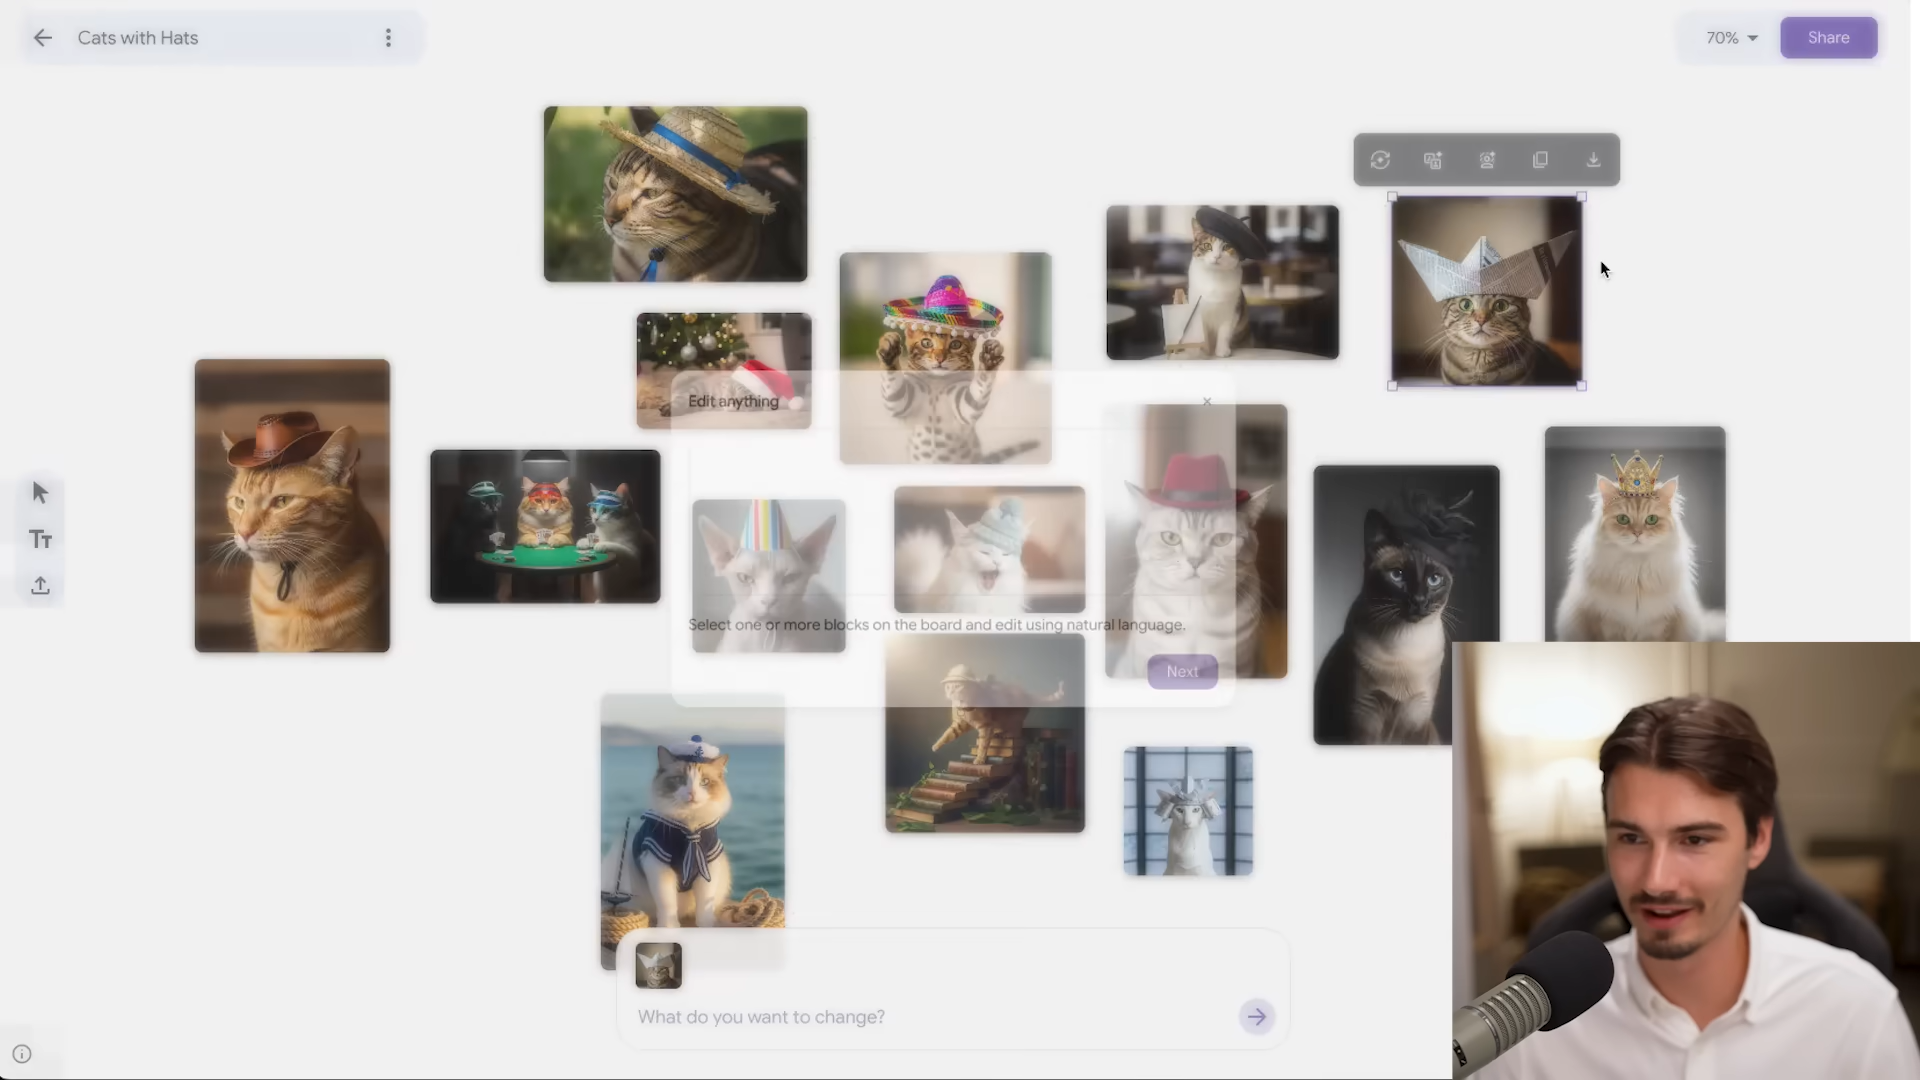 Cats with Hats
70%
Share
Edit anything
Select one or more blocks on the board and edit using natural language.
Next
What do you want to change?